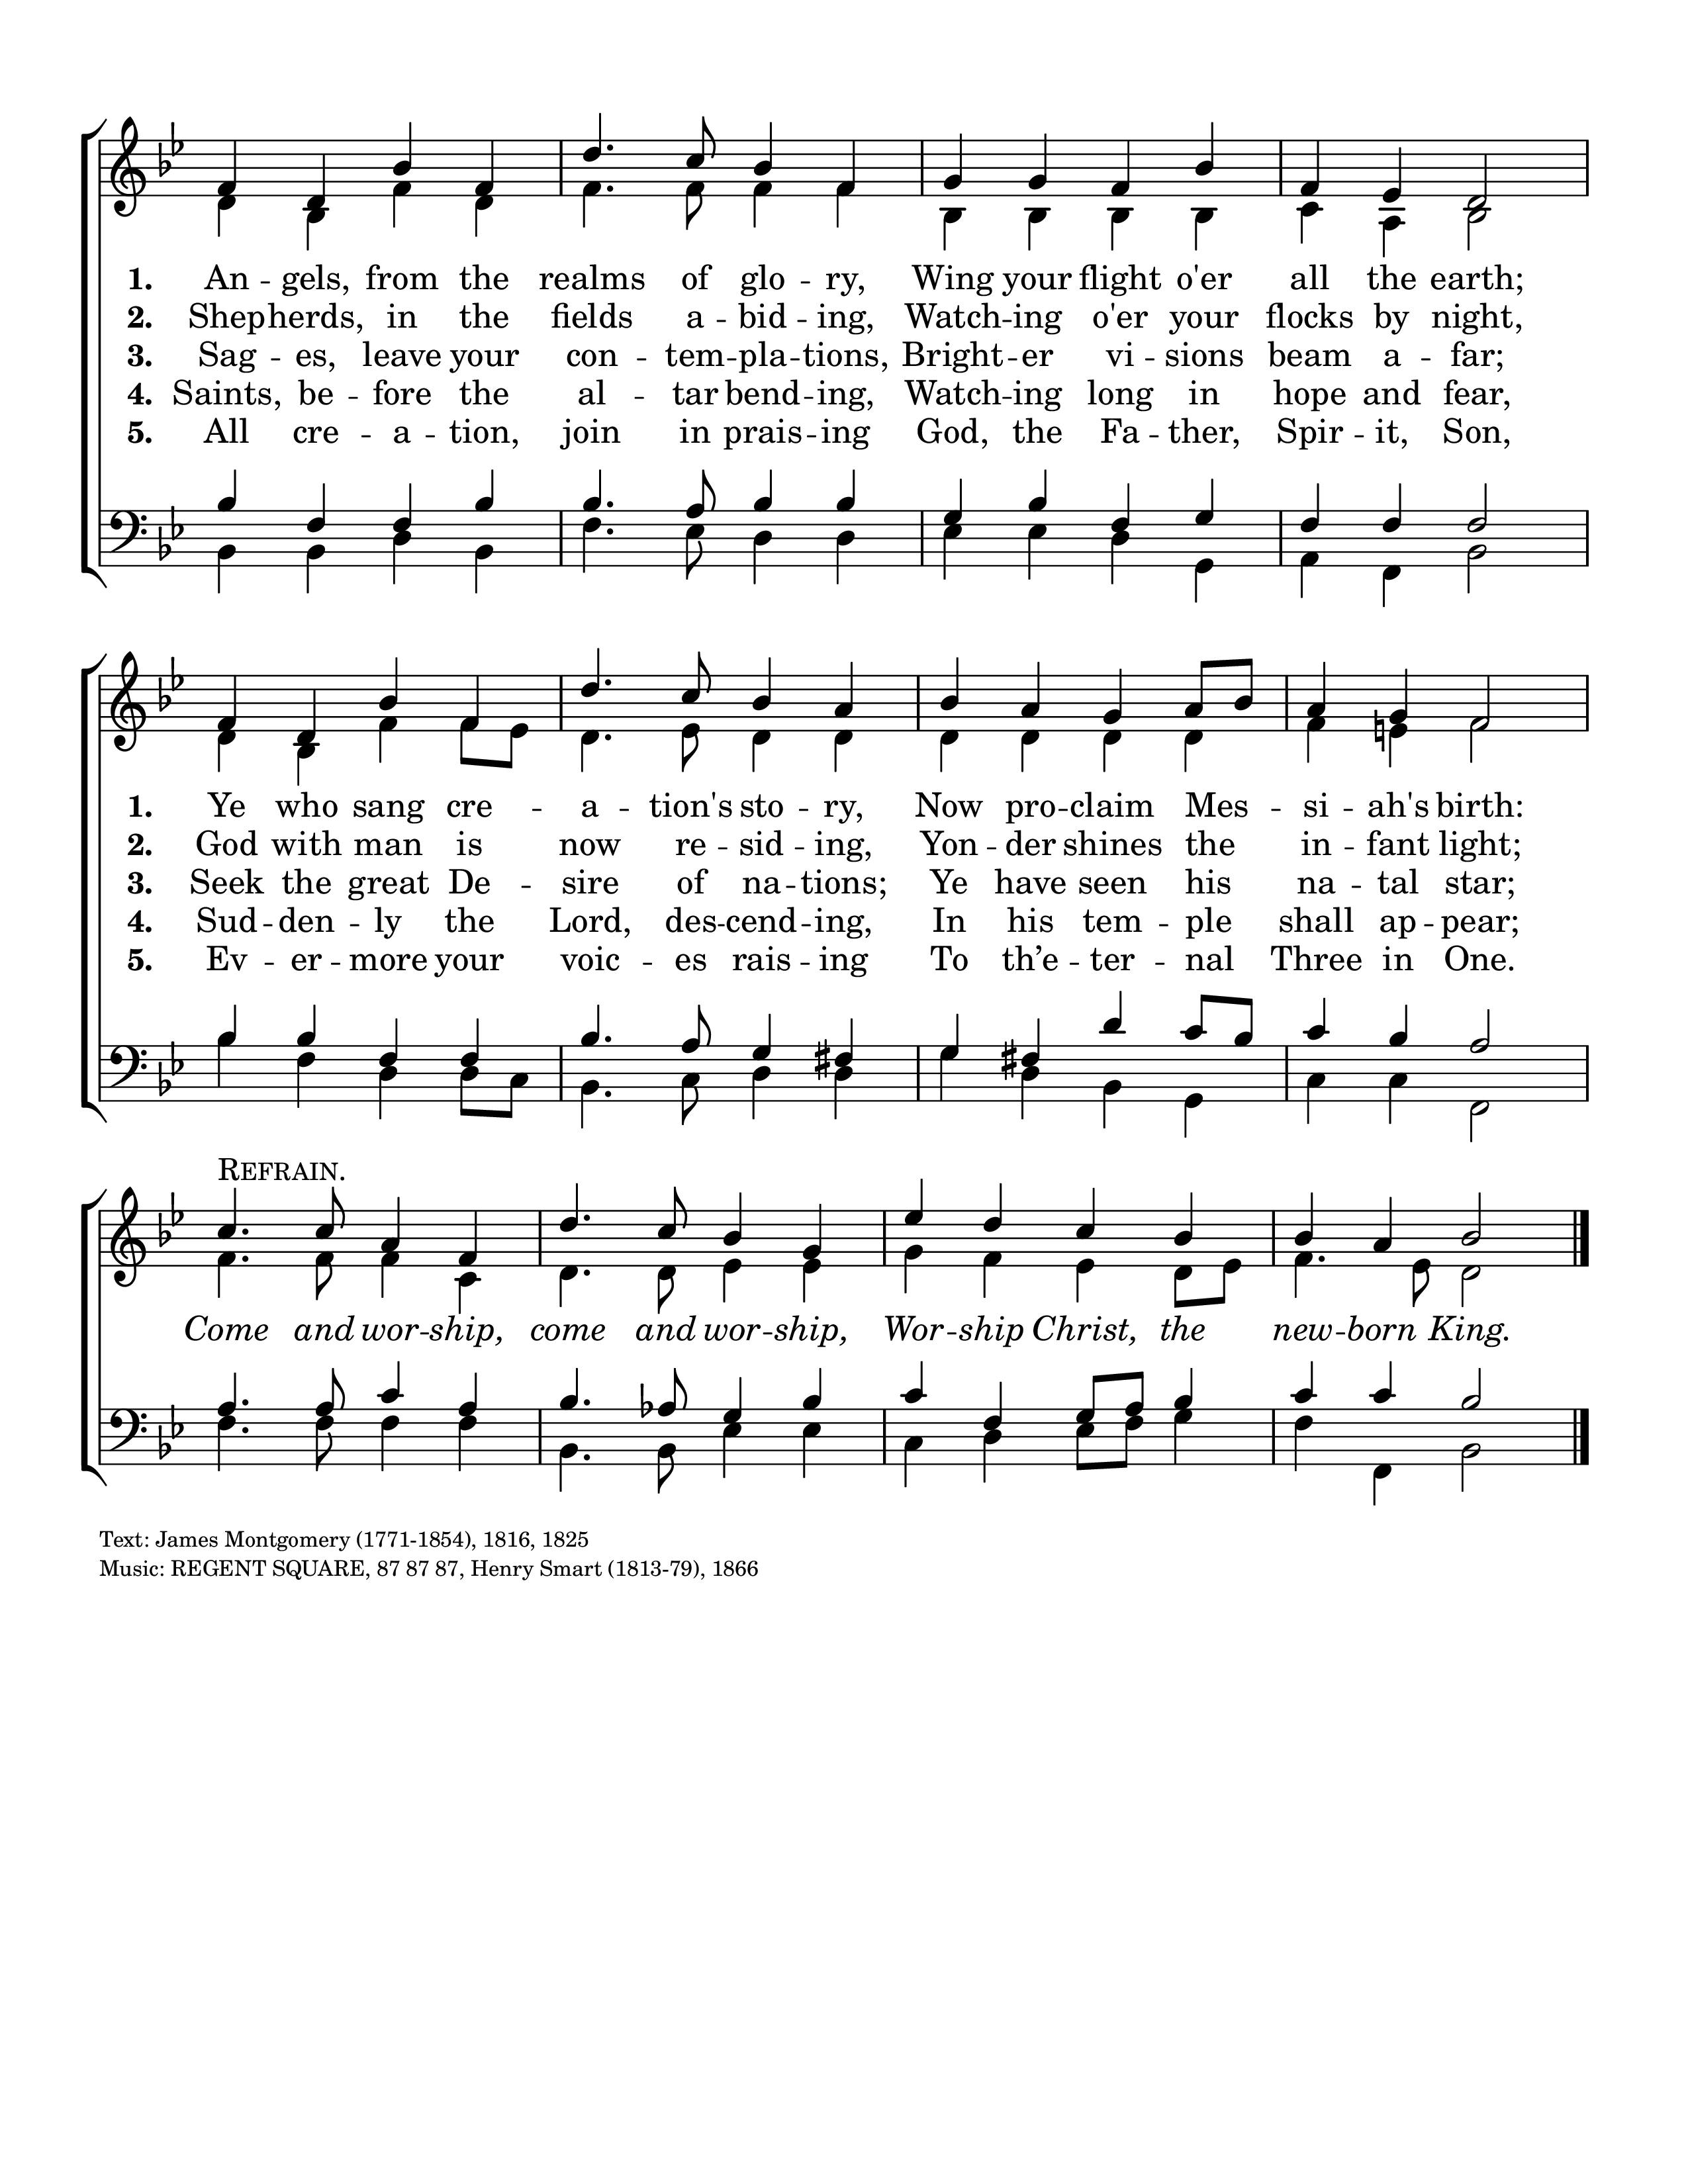 1. An -- gels, from the realms of glo -- ry, Wing your flight o'er all the earth;
2. Shepherds, in the fields a -- bid -- ing, Watch -- ing o'er your flocks by night,
3. Sag -- es, leave your con -- tem -- pla -- tions, Bright -- er vi -- sions beam a -- far;
4. Saints, be -- fore the al -- tar bend -- ing, Watch -- ing long in hope and fear,
5. All cre -- a -- tion, join in prais -- ing God, the Fa -- ther, Spir -- it, Son,
1. Ye who sang cre -- a -- tion's sto -- ry, Now pro -- claim Mes -- si -- ah's birth:
2. God with man is now re -- sid -- ing, Yon -- der shines the in -- fant light;
3. Seek the great De -- sire of na -- tions; Ye have seen his na -- tal star;
4. Sud -- den -- ly the Lord, des -- cend -- ing, In his tem -- ple shall ap -- pear;
5. Ev -- er -- more your voic -- es rais -- ing To th’e -- ter -- nal Three in One.
REFRAIN.
Come and wor -- ship, come and wor -- ship, Wor -- ship Christ, the new -- born King.
Text: James Montgomery (1771-1854), 1816, 1825
Music: REGENT SQUARE, 87 87 87, Henry Smart (1813-79), 1866